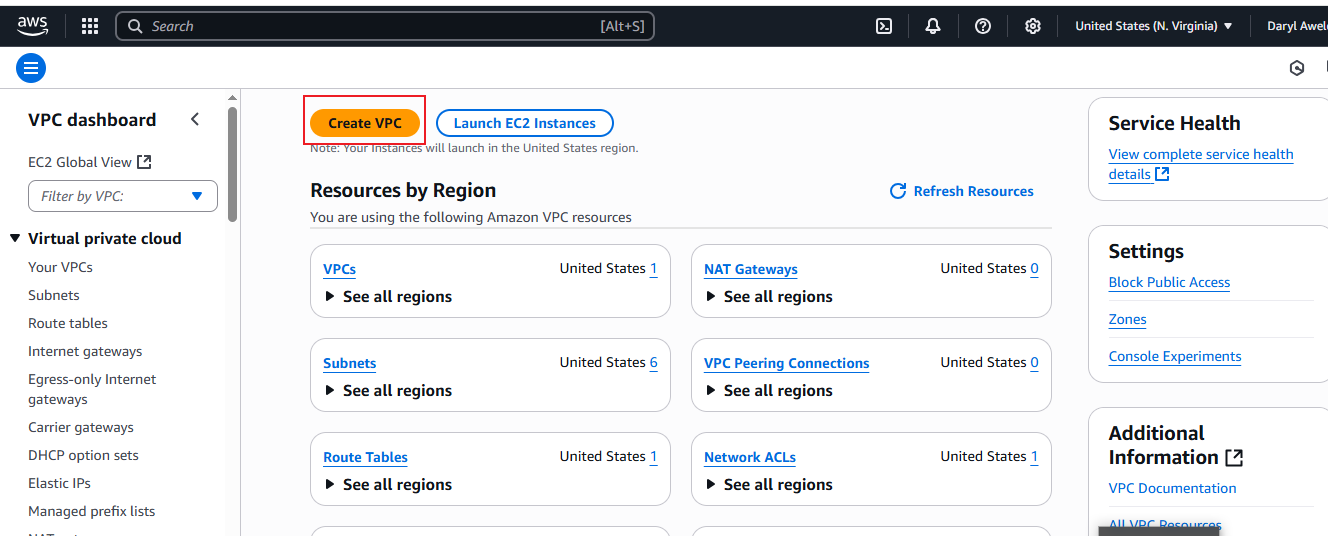 aws
Search [Alt+S]
United States (N. Virginia)
Daryl Awel
VPC dashboard
EC2 Global View
Filter by VPC:
Virtual private cloud
Your VPCs
Subnets
Route tables
Internet gateways
Egress-only Internet
gateways
Carrier gateways
DHCP option sets
Elastic IPs
Managed prefix lists
Create VPC
Launch EC2 Instances
Note: Your Instances will launch in the United States region.
Resources by Region
Refresh Resources
You are using the following Amazon VPC resources
VPCs United States 1
See all regions
NAT Gateways United States 0
See all regions
Subnets United States 6
See all regions
VPC Peering Connections United States 0
See all regions
Route Tables United States 1
See all regions
Network ACLs United States 1
See all regions
Service Health
View complete service health
details
Settings
Block Public Access
Zones
Console Experiments
Additional
Information
VPC Documentation
All VPC Resources